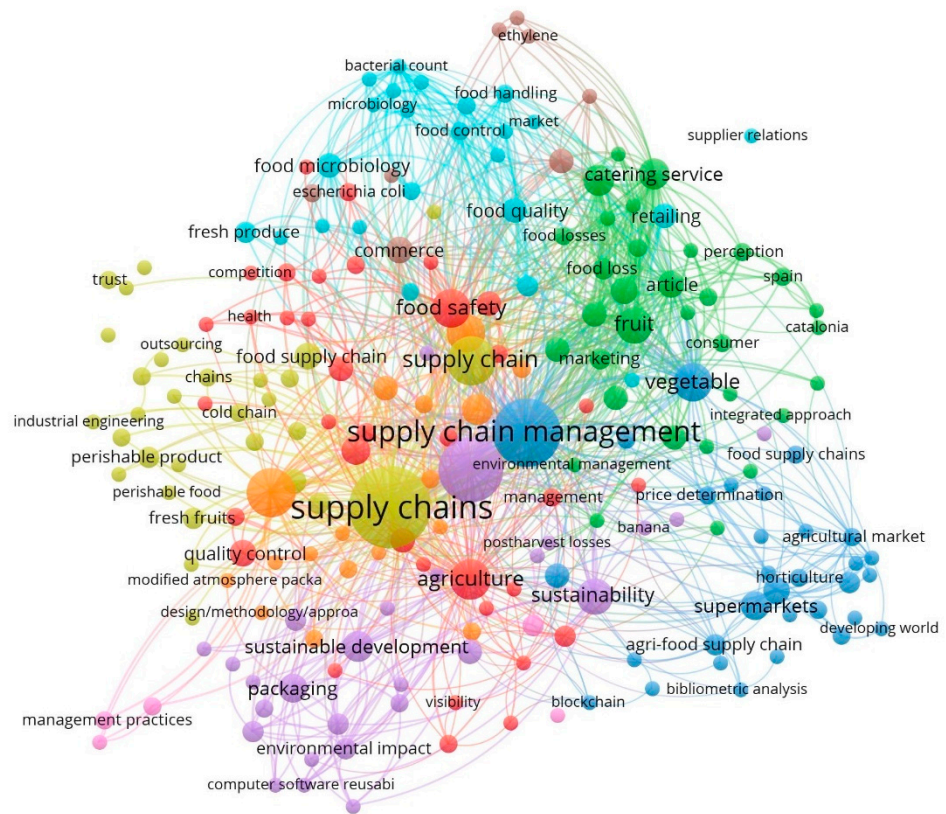 ethylene
bacterial count
food handling
microbiology
market
food control
supplier relations
food microbiology
catering service
escherichia coli
food quality
retailing
fresh produce
food losses
commerce
perception
competition
food loss
spain
trust
article
food safety
health
fruit
catalonia
outsourcing
consumer
food supply chain
supply chain
marketing
chains
vegetable
cold chain
integrated approach
industrial engineering
supply chain management
food supply chains
perishable product
environmental management
perishable food
price determination
management
supply chains
fresh fruits
banana
agricultural market
postharvest losses
quality control
modified atmosphere packa
agriculture
horticulture
sustainability
supermarkets
design/methodology/approa
developing world
sustainable development
agri-food supply chain
packaging
bibliometric analysis
visibility
blockchain
management practices
environmental impact
computer software reusabi